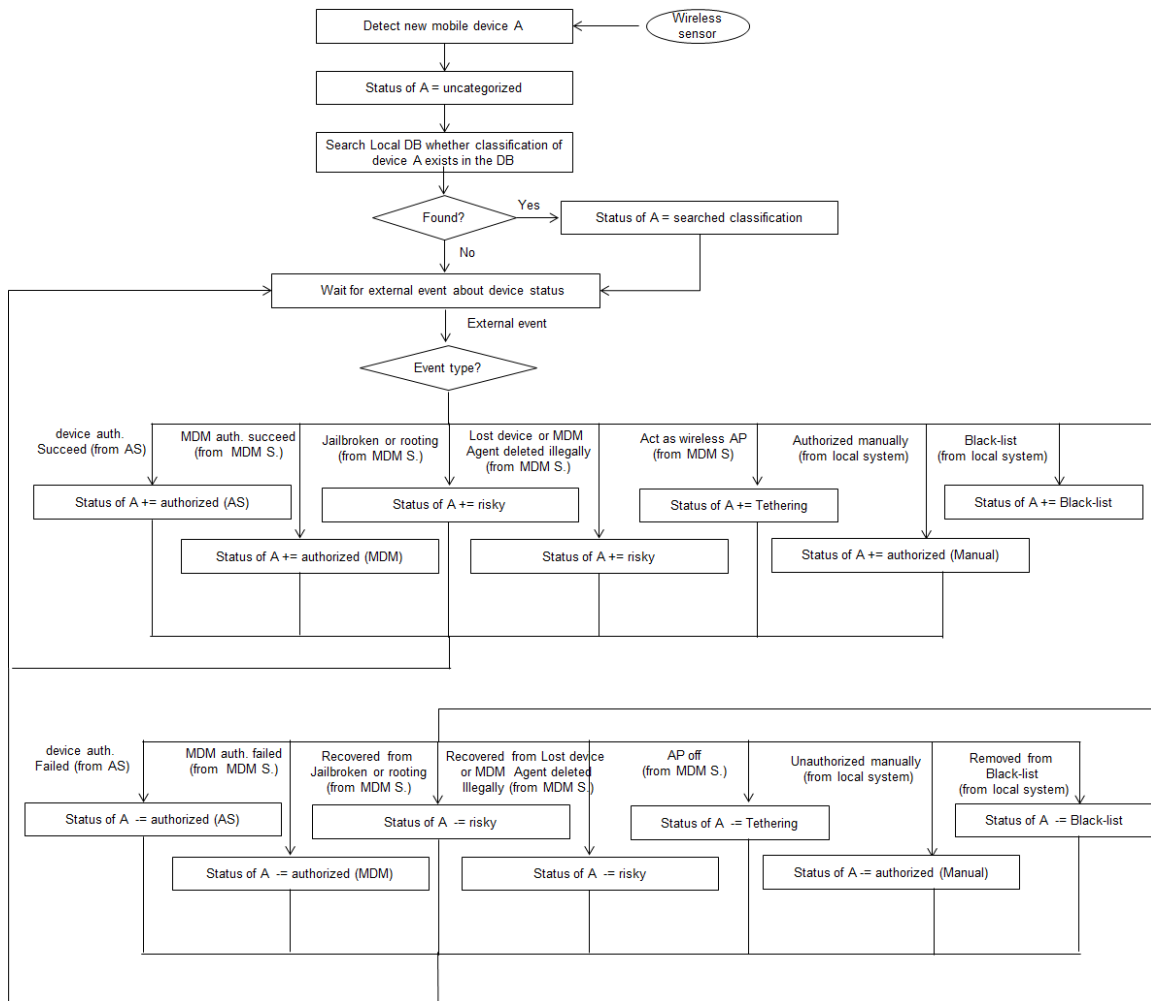 Detect new mobile device A
Wireless
sensor
Status of A = uncategorized
Search Local DB whether classification of
device A exists in the DB
Found?
Yes
Status of A = searched classification
No
Wait for external event about device status
External event
Event type?
device auth.
Succeed (from AS)
MDM auth. succeed
(from MDM S.)
Jailbroken or rooting
(from MDM S.)
Lost device or MDM
Agent deleted illegally
(from MDM S.)
Act as wireless AP
(from MDM S)
Authorized manually
(from local system)
Black-list
(from local system)
Status of A += authorized (AS)
Status of A += risky
Status of A += Tethering
Status of A += Black-list
Status of A += authorized (MDM)
Status of A += risky
Status of A += authorized (Manual)
device auth.
Failed (from AS)
MDM auth. failed
(from MDM S.)
Recovered from
Jailbroken or rooting
(from MDM S.)
Recovered from Lost device
or MDM Agent deleted
Illegally (from MDM S.)
AP off
(from MDM S.)
Unauthorized manually
(from local system)
Removed from
Black-list
(from local system)
Status of A -= authorized (AS)
Status of A -= risky
Status of A -= Tethering
Status of A -= Black-list
Status of A -= authorized (MDM)
Status of A -= risky
Status of A -= authorized (Manual)